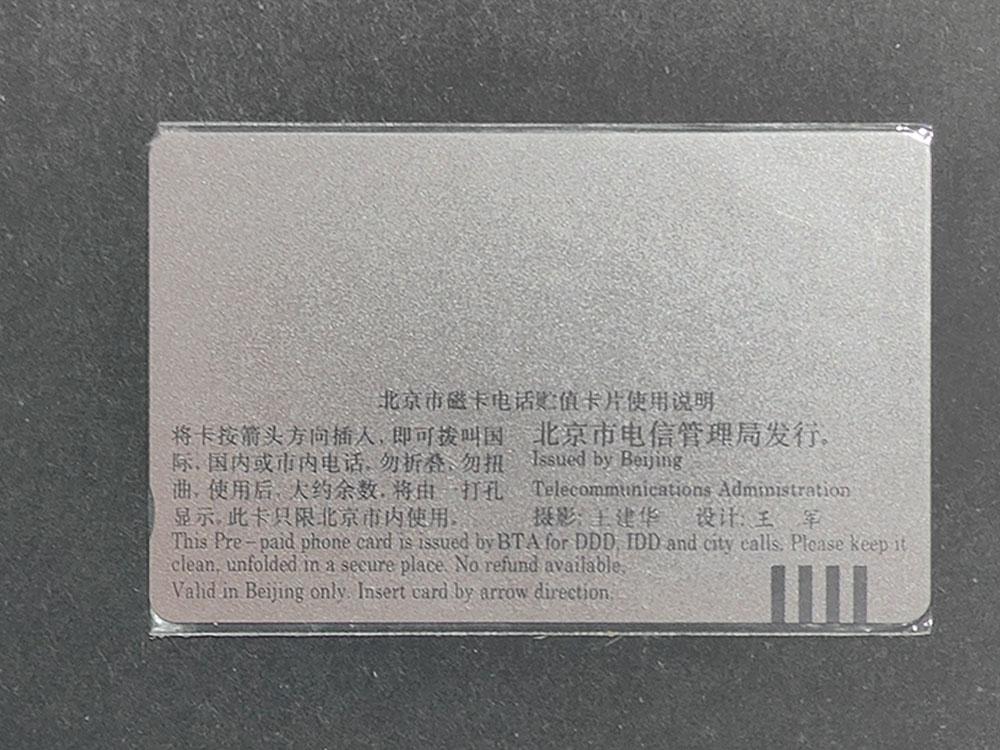 北京市磁卡电话贮值卡片使用说明
将卡按箭头方向插入，即可拨叫国
际、国内或市内电话。勿折叠、勿扭
曲。使用后，大约余数。将由一打孔
显示。此卡只限北京市内使用。
北京市电信管理局发行。
Issued by Beijing
Telecommunications Administration
摄影：王建华 设计：王 军
This Pre-paid phone card is issued by BTA for DDD, IDD and city calls. Please keep it
clean, unfolded in a secure place. No refund available.
Valid in Beijing only. Insert card by arrow direction.